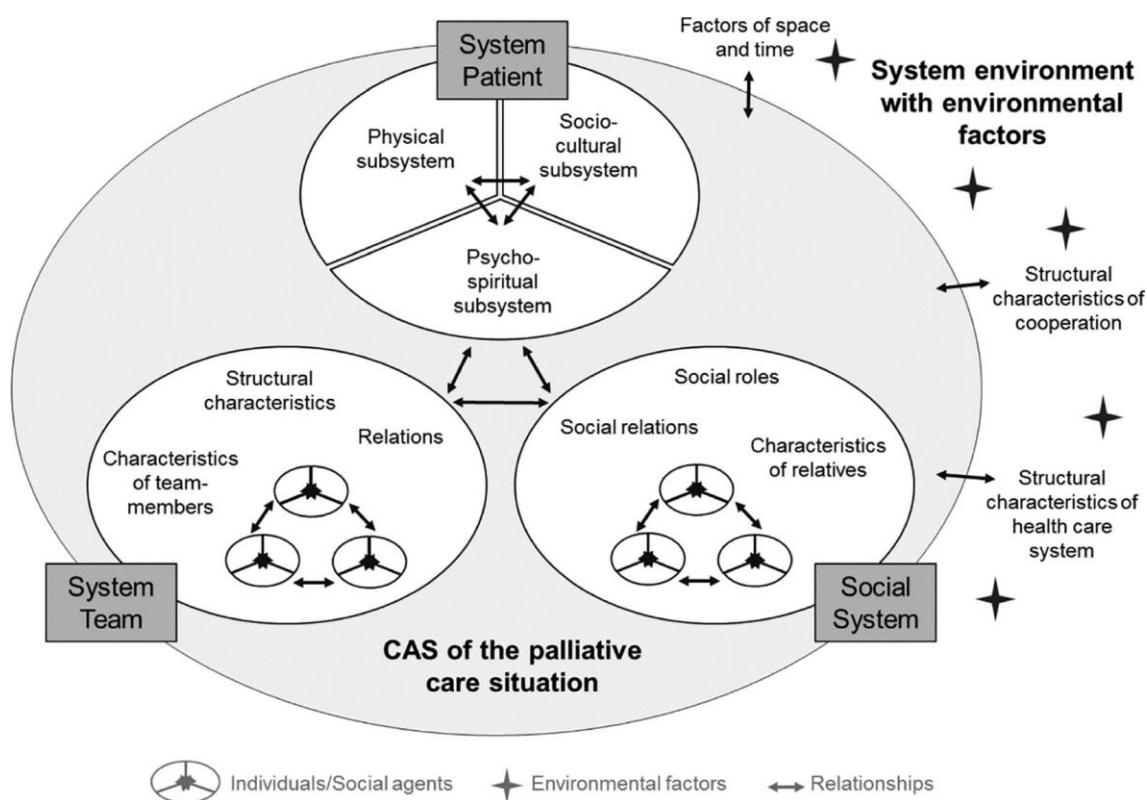 System
Patient
Factors of space
and time
System environment
with environmental
factors
Physical
subsystem
Socio-
cultural
subsystem
Psycho-
spiritual
subsystem
Structural
characteristics of
cooperation
Structural
characteristics
Relations
Characteristics
of team-
members
Social roles
Social relations
Characteristics
of relatives
Structural
characteristics of
health care
system
System
Team
Social
System
CAS of the palliative
care situation
Individuals/Social agents
Environmental factors
Relationships